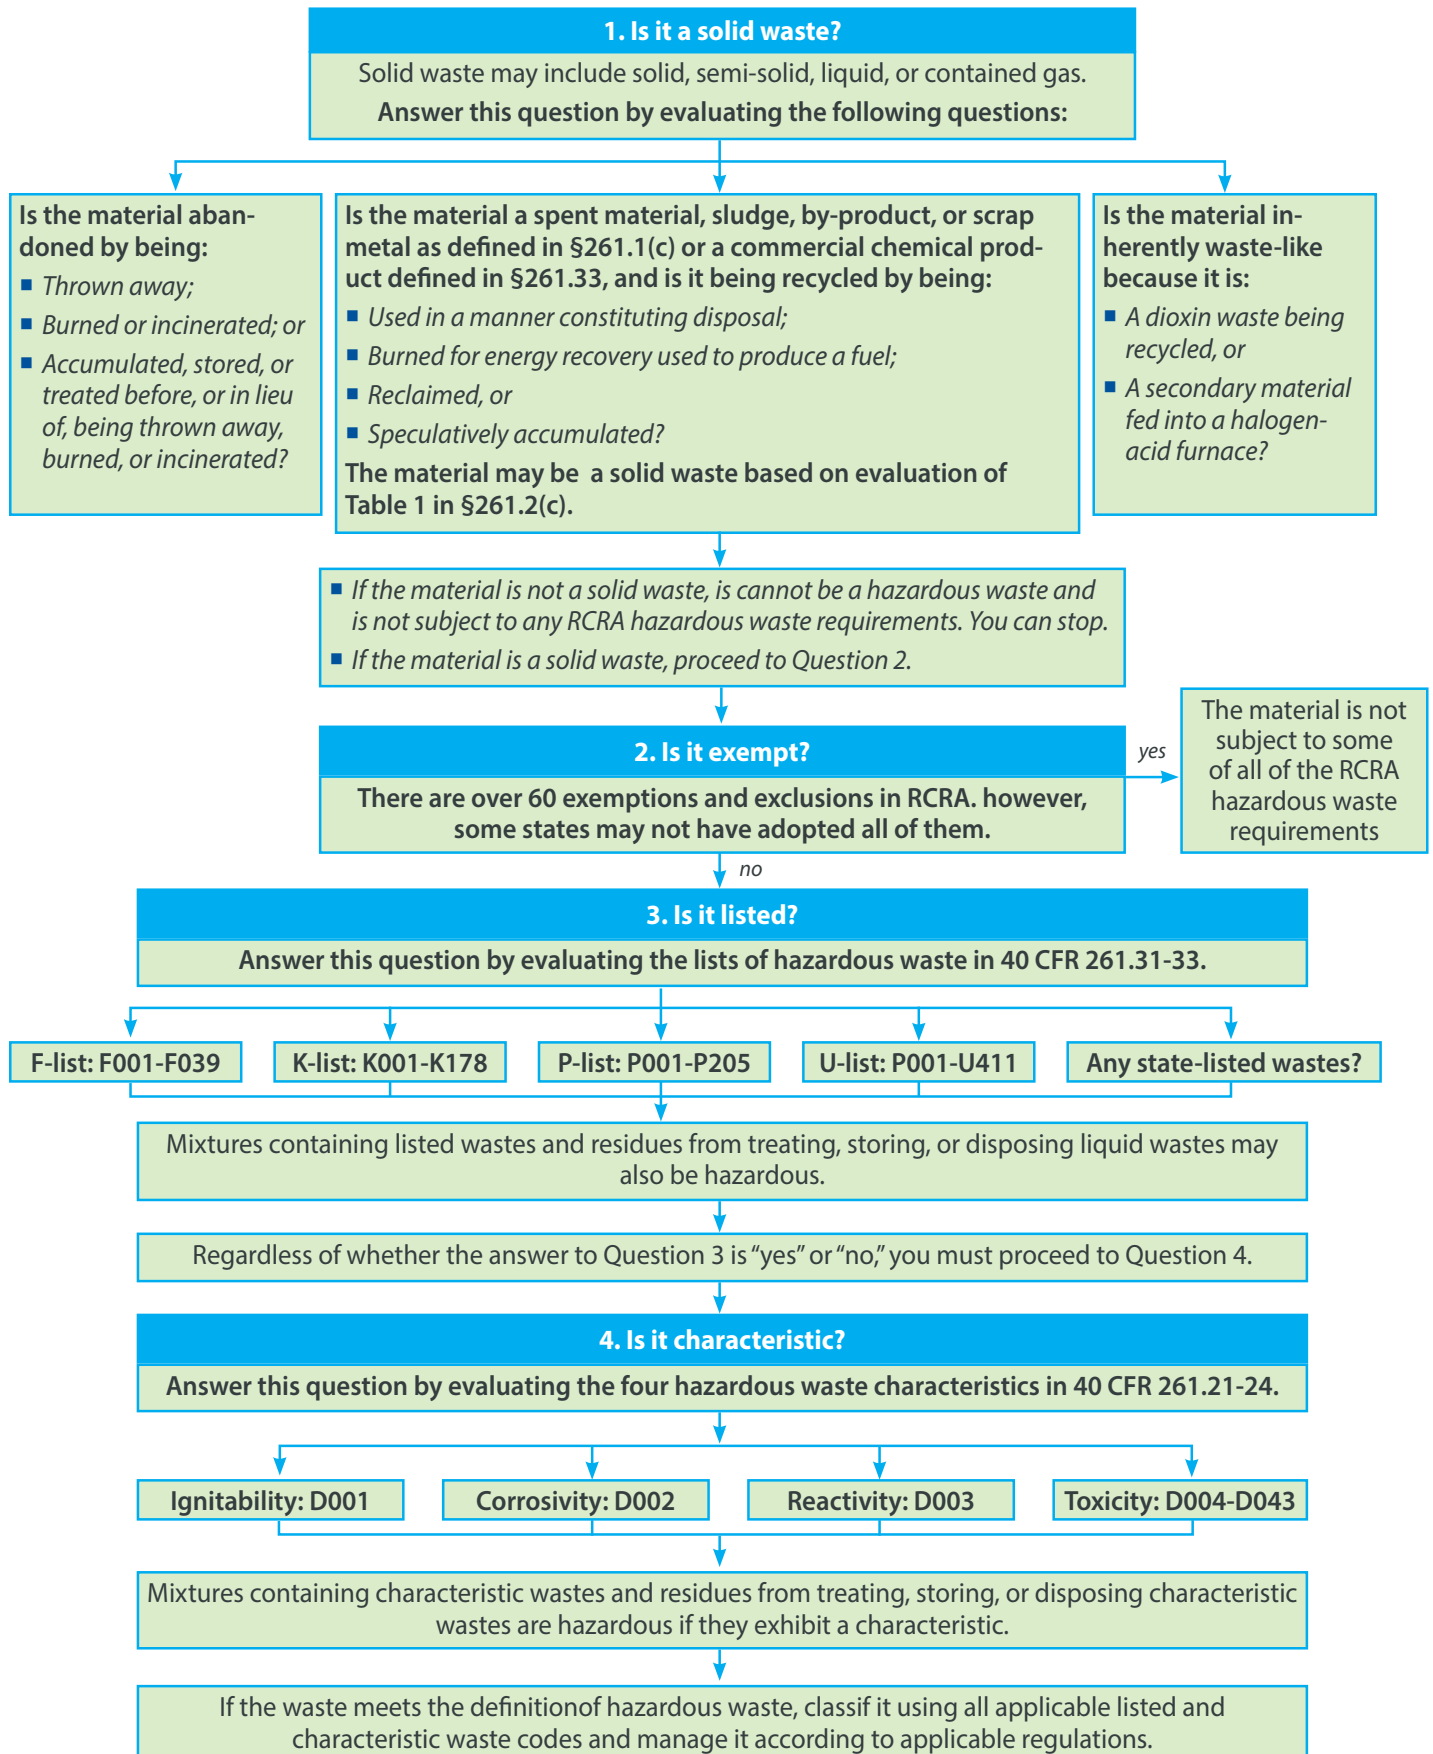 1. Is it a solid waste?
Solid waste may include solid, semi-solid, liquid, or contained gas.
Answer this question by evaluating the following questions:
Is the material aban-
doned by being:
■ Thrown away;
■ Burned or incinerated; or
■ Accumulated, stored, or
treated before, or in lieu
of, being thrown away,
burned, or incinerated?
Is the material a spent material, sludge, by-product, or scrap
metal as defined in §261.1(c) or a commercial chemical prod-
uct defined in §261.33, and is it being recycled by being:
■ Used in a manner constituting disposal;
■ Burned for energy recovery used to produce a fuel;
■ Reclaimed, or
■ Speculatively accumulated?
The material may be  a solid waste based on evaluation of
Table 1 in §261.2(c).
Is the material in-
herently waste-like
because it is:
■ A dioxin waste being
recycled, or
■ A secondary material
fed into a halogen-
acid furnace?
■ If the material is not a solid waste, is cannot be a hazardous waste and
is not subject to any RCRA hazardous waste requirements. You can stop.
■ If the material is a solid waste, proceed to Question 2.
2. Is it exempt?
There are over 60 exemptions and exclusions in RCRA. however,
some states may not have adopted all of them.
yes
The material is not
subject to some
of all of the RCRA
hazardous waste
requirements
no
3. Is it listed?
Answer this question by evaluating the lists of hazardous waste in 40 CFR 261.31-33.
F-list: F001-F039
K-list: K001-K178
P-list: P001-P205
U-list: P001-U411
Any state-listed wastes?
Mixtures containing listed wastes and residues from treating, storing, or disposing liquid wastes may
also be hazardous.
Regardless of whether the answer to Question 3 is “yes” or “no,” you must proceed to Question 4.
4. Is it characteristic?
Answer this question by evaluating the four hazardous waste characteristics in 40 CFR 261.21-24.
Ignitability: D001
Corrosivity: D002
Reactivity: D003
Toxicity: D004-D043
Mixtures containing characteristic wastes and residues from treating, storing, or disposing characteristic
wastes are hazardous if they exhibit a characteristic.
If the waste meets the definitionof hazardous waste, classif it using all applicable listed and
characteristic waste codes and manage it according to applicable regulations.